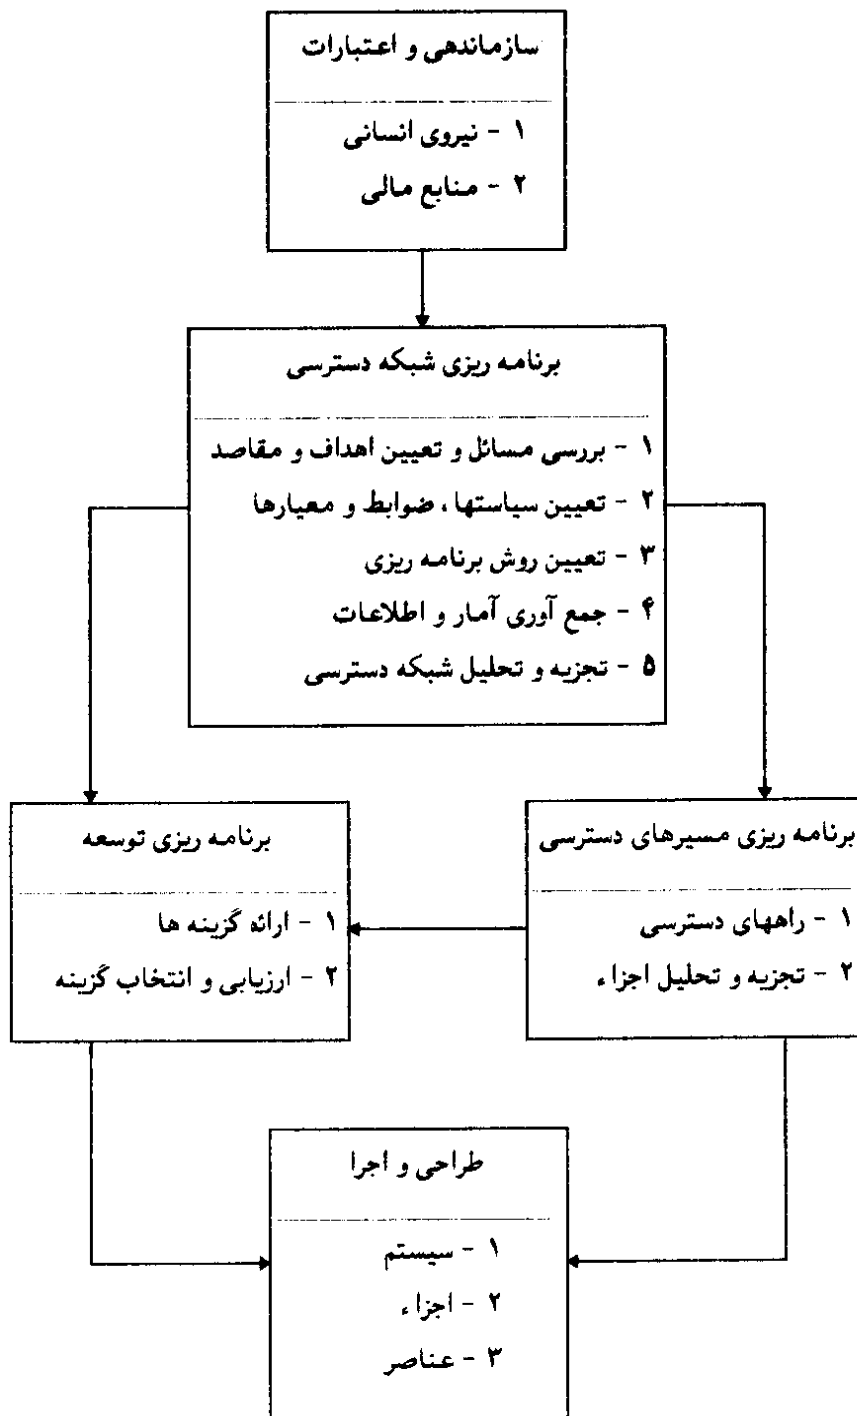 سازماندهی و اعتبارات
۱ - نیروی انسانی
۲ - منابع مالی
برنامه ریزی شبکه دسترسی
۱ - بررسی مسائل و تعیین اهداف و مقاصد
۲ - تعیین سیاستها، ضوابط و معیارها
۳ - تعیین روش برنامه ریزی
۴ - جمع آوری آمار و اطلاعات
۵ - تجزیه و تحلیل شبکه دسترسی
برنامه ریزی مسیرهای دسترسی
۱ - راههای دسترسی
۲ - تجزیه و تحلیل اجزاء
برنامه ریزی توسعه
۱ - ارائه گزینه ها
۲ - ارزیابی و انتخاب گزینه
طراحی و اجرا
۱ - سیستم
۲ - اجزاء
۳ - عناصر